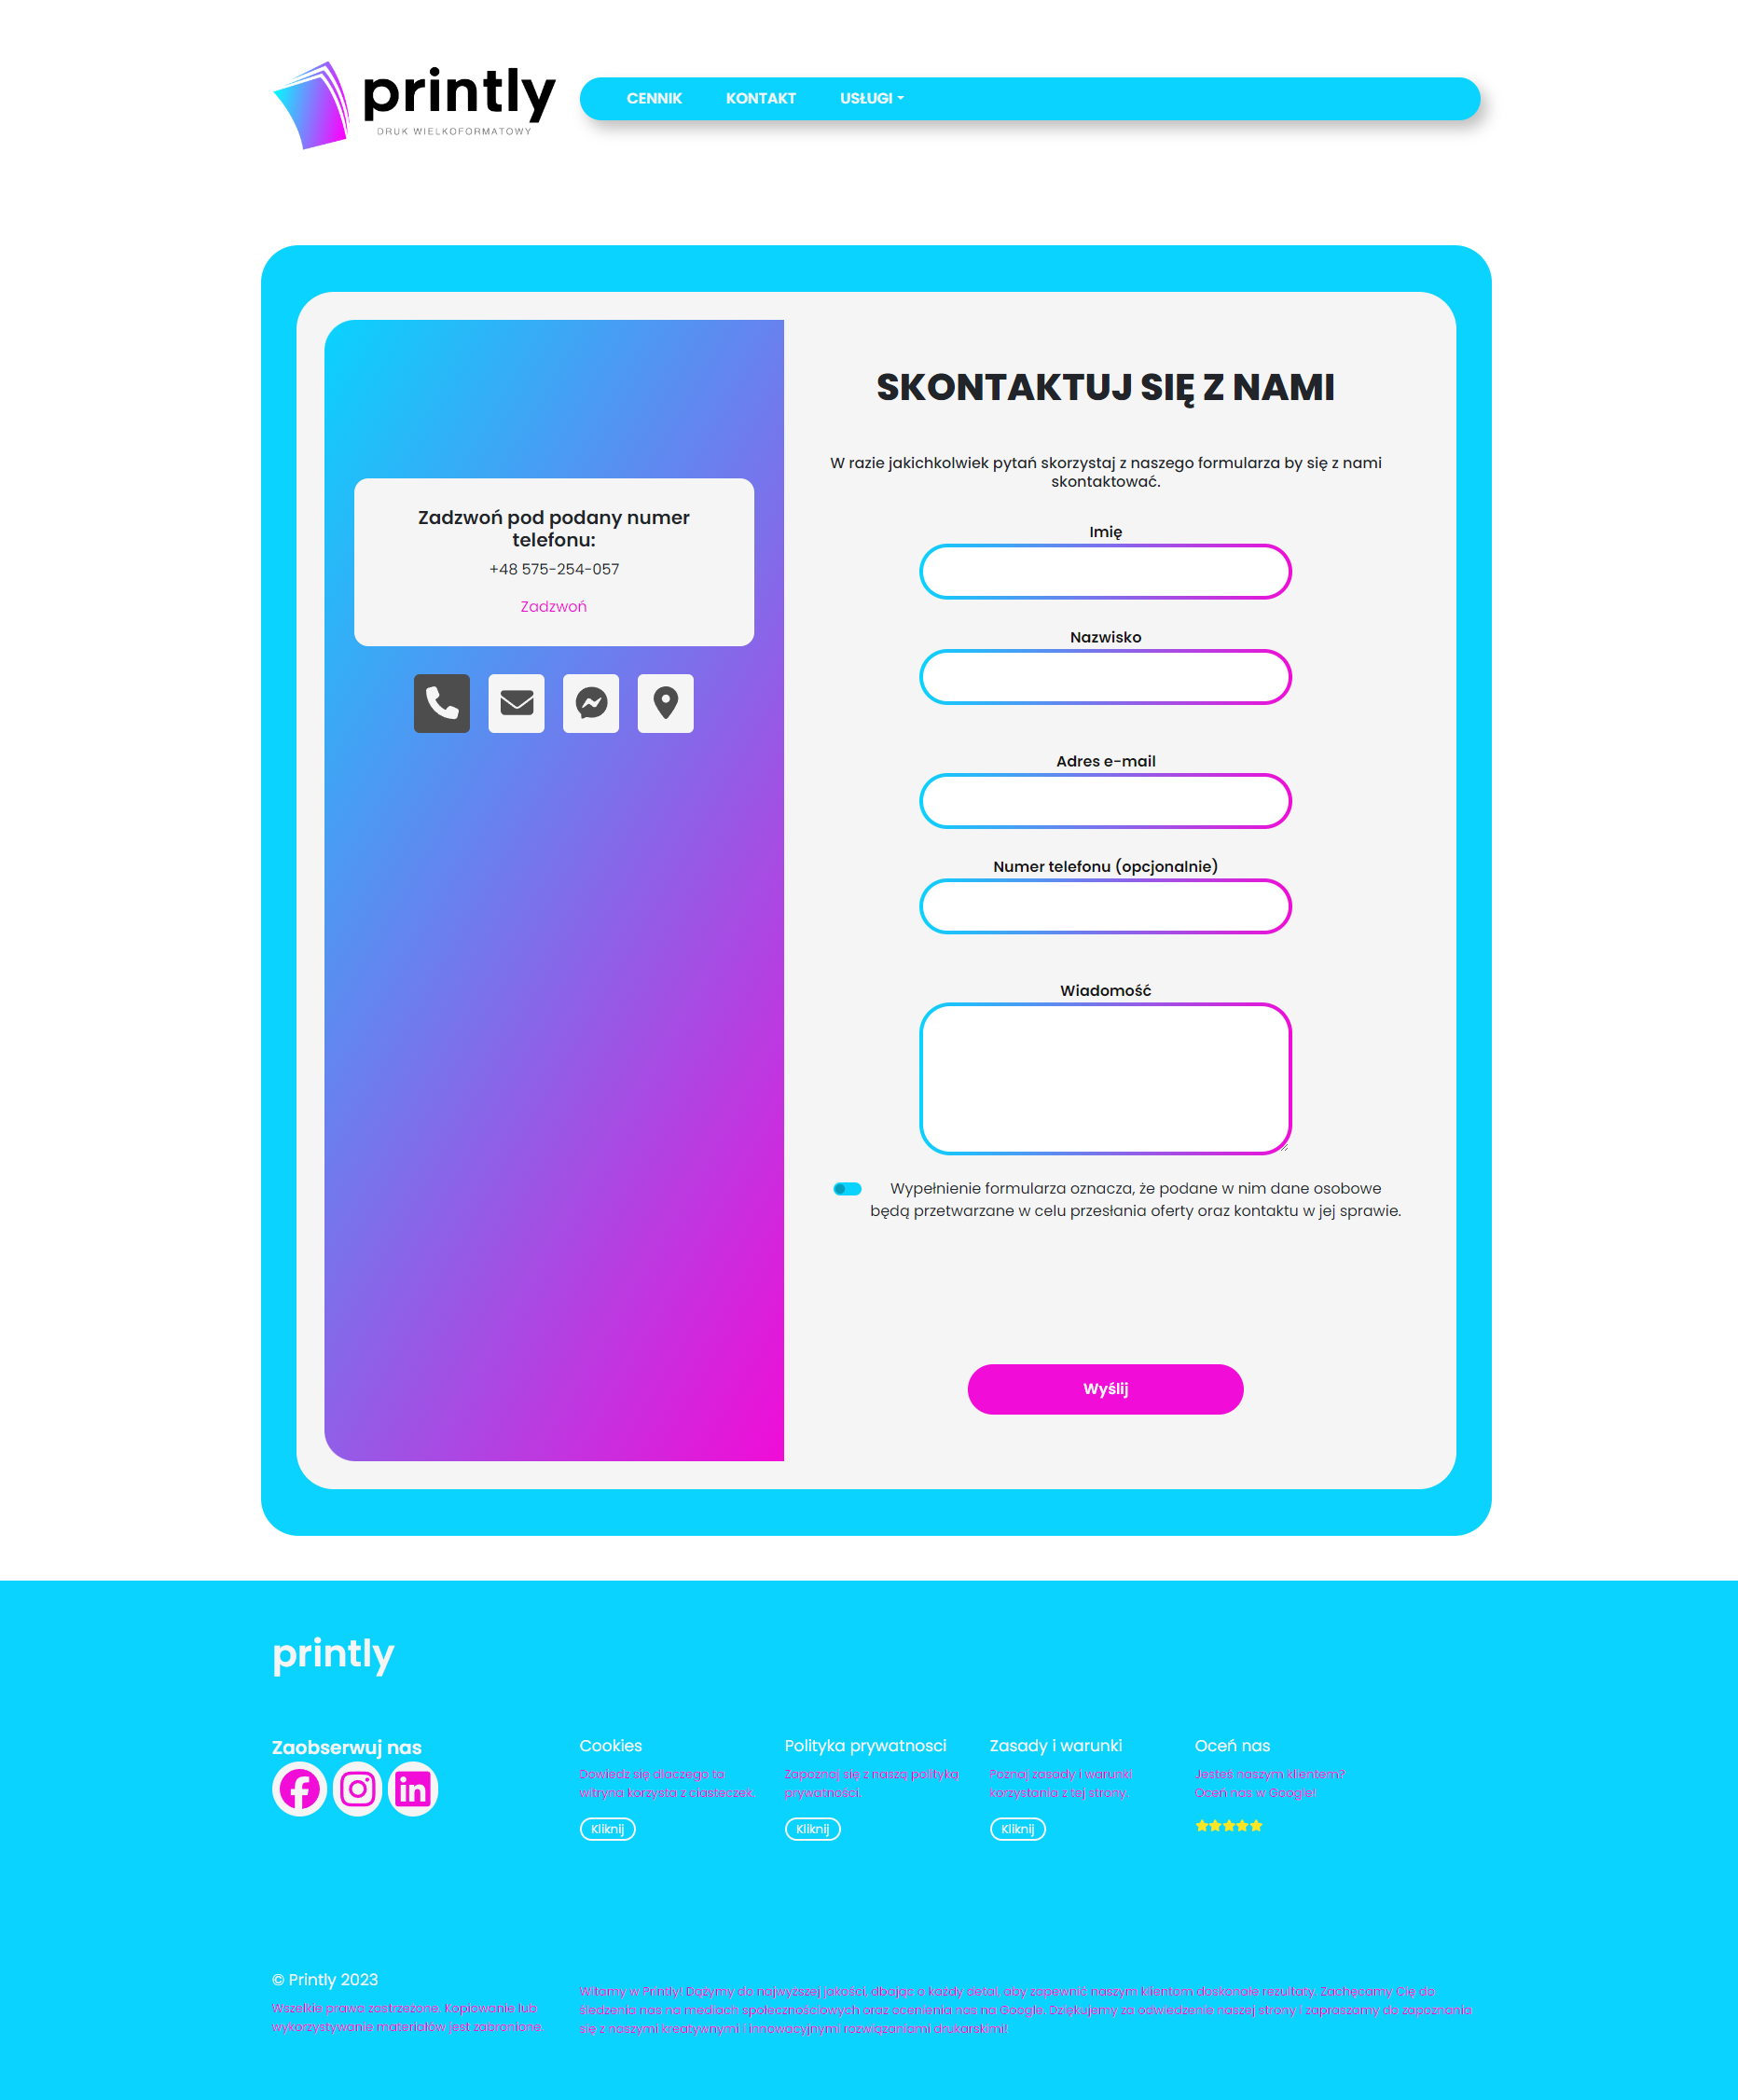 printly
DRUK WIELKOFORMATOWY
CENNIK
KONTAKT
USŁUGI
Zadzwoń pod podany numer
telefonu:
+48 575-254-057
Zadzwoń
SKONTAKTUJ SIĘ Z NAMI
W razie jakichkolwiek pytań skorzystaj z naszego formularza by się z nami
skontaktować.
Imię
Nazwisko
Adres e-mail
Numer telefonu (opcjonalnie)
Wiadomość
Wypełnienie formularza oznacza, że podane w nim dane osobowe
będą przetwarzane w celu przesłania oferty oraz kontaktu w jej sprawie.
Wyślij
printly
Zaobserwuj nas
Cookies
Dowiedz się dlaczego ta
witryna korzysta z ciasteczek.
Kliknij
Polityka prywatnosci
Zapoznaj się z naszą polityką
prywatności.
Kliknij
Zasady i warunki
Poznaj zasady i warunki
korzystania z tej strony.
Kliknij
Oceń nas
Jesteś naszym klientem?
Oceń nas w Google!
© Printly 2023
Wszelkie prawa zastrzeżone. Kopiowanie lub
wykorzystywanie materiałów jest zabronione.
Witamy w Printly! Dążymy do najwyższej jakości, dbając o każdy detal, aby zapewnić naszym klientom doskonałe rezultaty. Zachęcamy Cię do
śledzenia nas na mediach społecznościowych oraz ocenienia nas na Google. Dziękujemy za odwiedzenie naszej strony i zapraszamy do zapoznania
się z naszymi kreatywnymi i innowacyjnymi rozwiązaniami drukarskimi!